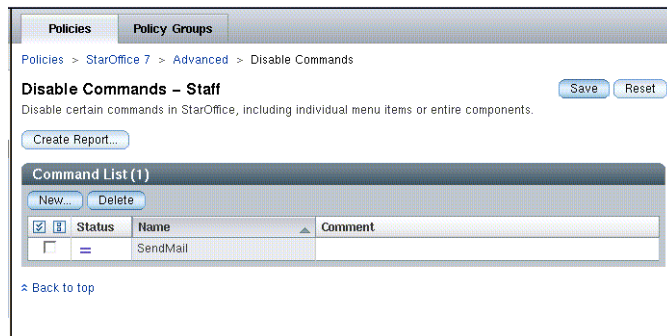 Policies Policy Groups
Policies > StarOffice 7 > Advanced > Disable Commands
Disable Commands – Staff
Save Reset
Disable certain commands in StarOffice, including individual menu items or entire components.
Create Report...
Command List (1)
New... Delete
Status Name Comment
SendMail
Back to top